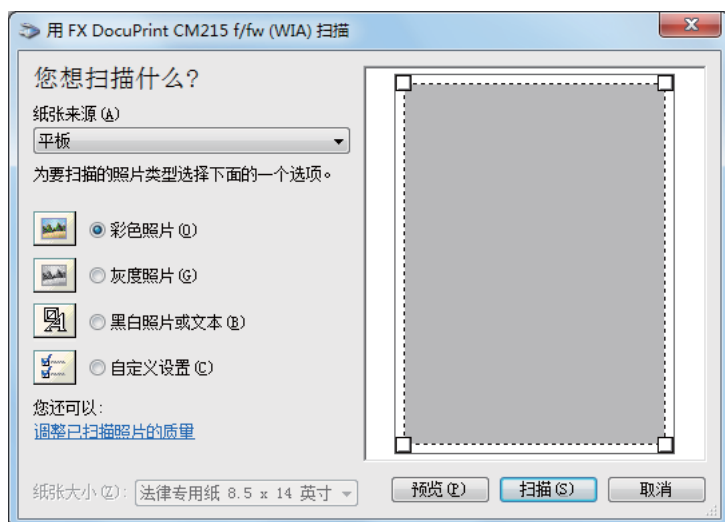 用 FX DocuPrint CM215 f/fw (WIA) 扫描
您想扫描什么?
纸张来源(A)
平板
为要扫描的照片类型选择下面的一个选项。
彩色照片(O)
灰度照片(G)
黑白照片或文本(B)
自定义设置(C)
您还可以:
调整已扫描照片的质量
纸张大小(Z): 法律专用纸 8.5 x 14 英寸
预览(P) 扫描(S) 取消